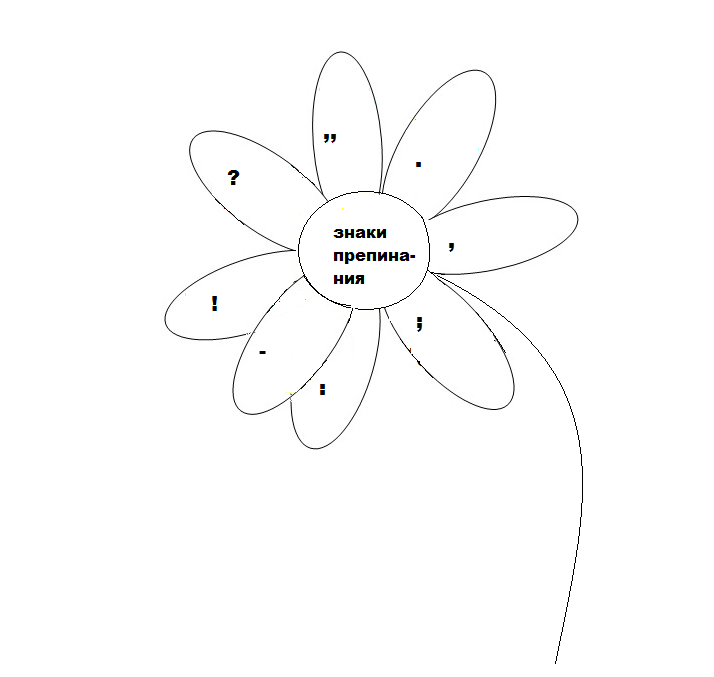 ,,
.
?
знаки
препина-
ния
,
!
;
-
: